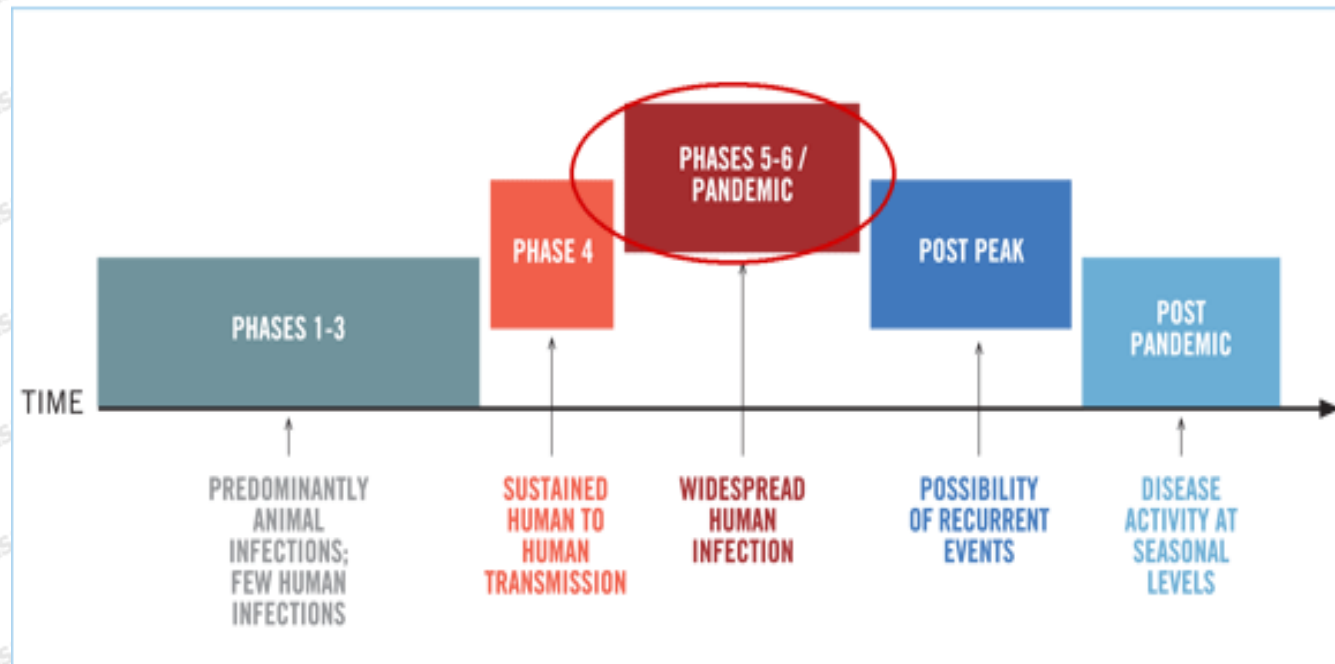 PHASES 5-6 /
PANDEMIC
PHASE 4
POST PEAK
PHASES 1-3
POST
PANDEMIC
TIME
PREDOMINANTLY
ANIMAL
INFECTIONS;
FEW HUMAN
INFECTIONS
SUSTAINED
HUMAN TO
HUMAN
TRANSMISSION
WIDESPREAD
HUMAN
INFECTION
POSSIBILITY
OF RECURRENT
EVENTS
DISEASE
ACTIVITY AT
SEASONAL
LEVELS